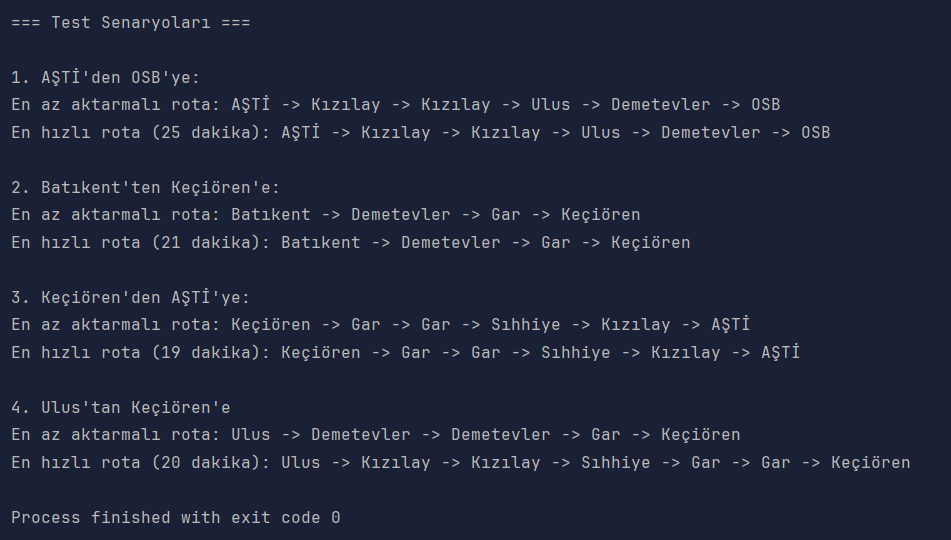 === Test Senaryoları ===
1. AŞTİ'den OSB'ye:
En az aktarmalı rota: AŞTİ -> Kızılay -> Kızılay -> Ulus -> Demetevler -> OSB
En hızlı rota (25 dakika): AŞTİ -> Kızılay -> Kızılay -> Ulus -> Demetevler -> OSB
2. Batıkent'ten Keçiören'e:
En az aktarmalı rota: Batıkent -> Demetevler -> Gar -> Keçiören
En hızlı rota (21 dakika): Batıkent -> Demetevler -> Gar -> Keçiören
3. Keçiören'den AŞTİ'ye:
En az aktarmalı rota: Keçiören -> Gar -> Gar -> Sıhhiye -> Kızılay -> AŞTİ
En hızlı rota (19 dakika): Keçiören -> Gar -> Gar -> Sıhhiye -> Kızılay -> AŞTİ
4. Ulus'tan Keçiören'e
En az aktarmalı rota: Ulus -> Demetevler -> Demetevler -> Gar -> Keçiören
En hızlı rota (20 dakika): Ulus -> Kızılay -> Kızılay -> Sıhhiye -> Gar -> Gar -> Keçiören
Process finished with exit code 0